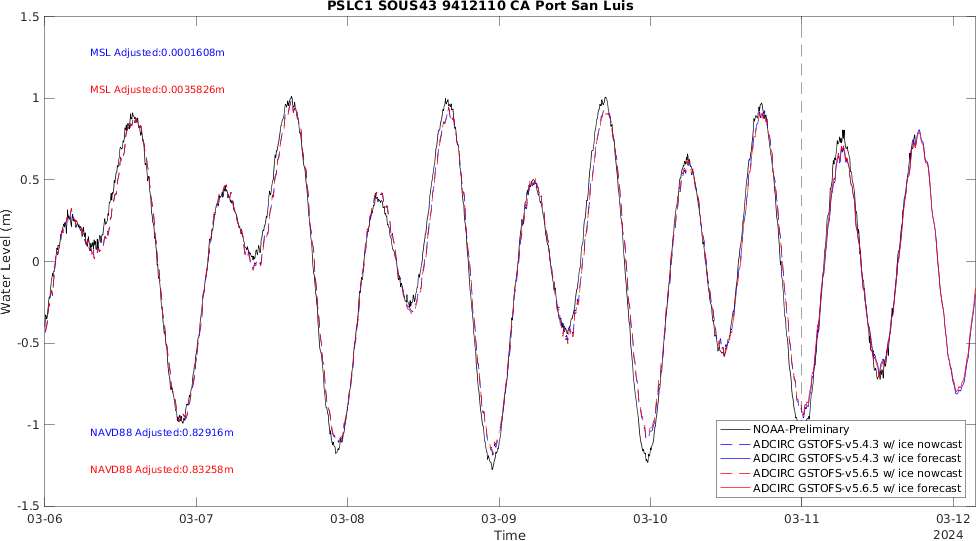 PSLC1 SOUS43 9412110 CA Port San Luis
1.5
1
0.5
0
-0.5
-1
-1.5
Water Level (m)
MSL Adjusted:0.0001608m
MSL Adjusted:0.0035826m
NAVD88 Adjusted:0.82916m
NAVD88 Adjusted:0.83258m
NOAA-Preliminary
ADCIRC GSTOFS-v5.4.3 w/ ice nowcast
ADCIRC GSTOFS-v5.4.3 w/ ice forecast
ADCIRC GSTOFS-v5.6.5 w/ ice nowcast
ADCIRC GSTOFS-v5.6.5 w/ ice forecast
03-06 03-07 03-08 03-09 03-10 03-11 03-12
2024
Time